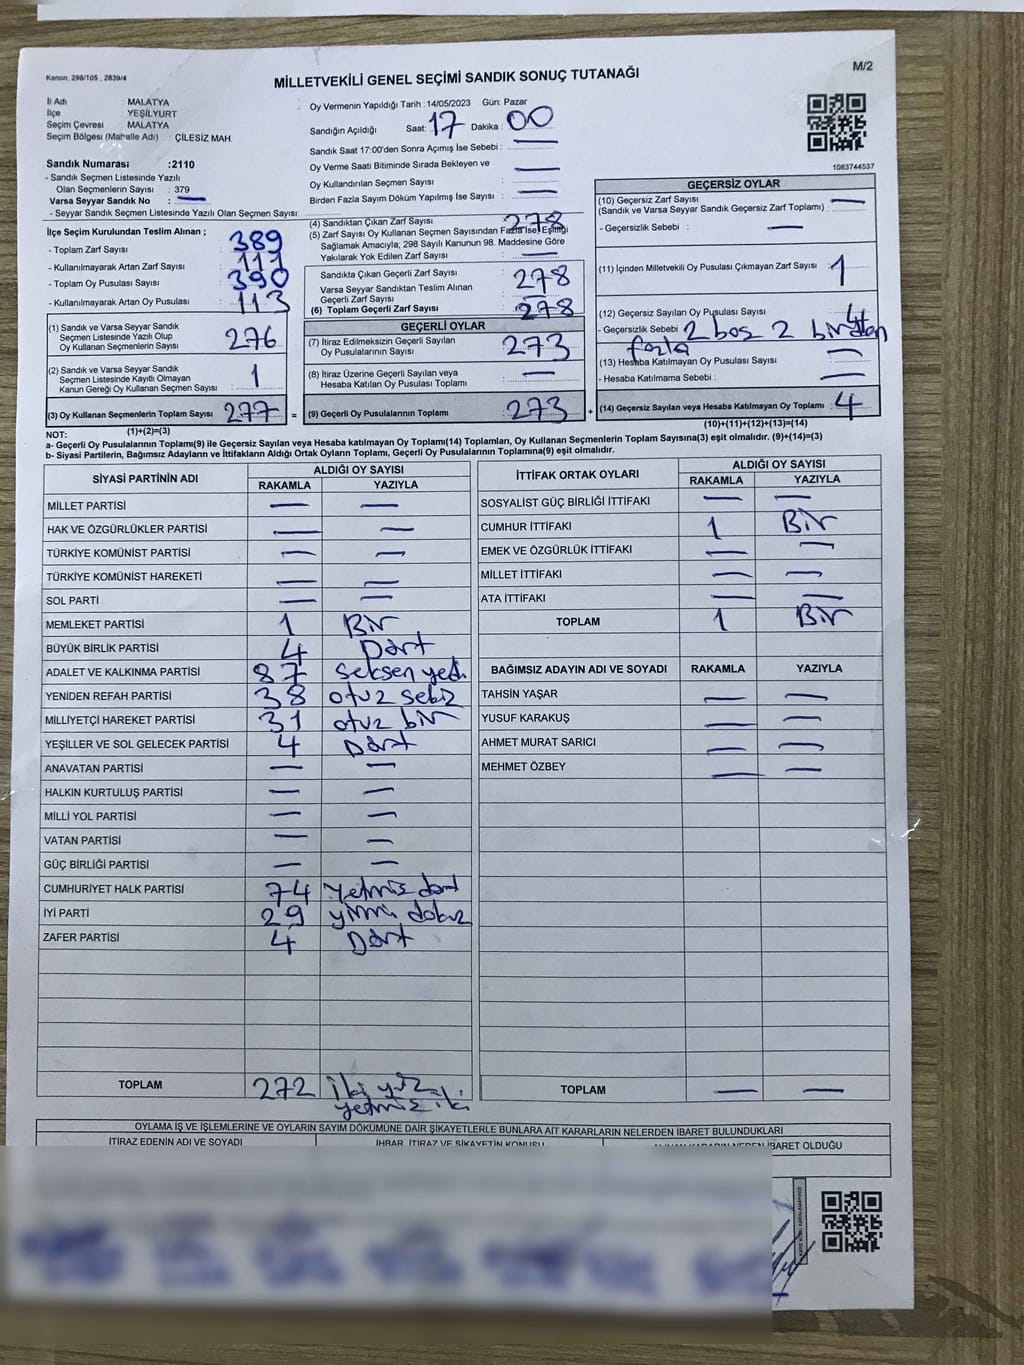 Kanun; 298/105 , 2839/4
MİLLETVEKİLİ GENEL SEÇİMİ SANDIK SONUÇ TUTANAĞI
M/2
İl Adı : MALATYA
İlçe : YEŞİLYURT
Seçim Çevresi : MALATYA
Seçim Bölgesi (Mahalle Adı) : ÇİLESİZ MAH.
Sandık Numarası :2110
- Sandık Seçmen Listesinde Yazılı
Olan Seçmenlerin Sayısı : 379
Varsa Seyyar Sandık No : —
- Seyyar Sandık Seçmen Listesinde Yazılı Olan Seçmen Sayısı:
İlçe Seçim Kurulundan Teslim Alınan ;
- Toplam Zarf Sayısı 389
- Kullanılmayarak Artan Zarf Sayısı 111
- Toplam Oy Pusulası Sayısı 390
- Kullanılmayarak Artan Oy Pusulası 113
(1) Sandık ve Varsa Seyyar Sandık
Seçmen Listesinde Yazılı Olup
Oy Kullanan Seçmenlerin Sayısı 276
(2) Sandık ve Varsa Seyyar Sandık
Seçmen Listesinde Kayıtlı Olmayan
Kanun Gereği Oy Kullanan Seçmen Sayısı 1
(3) Oy Kullanan Seçmenlerin Toplam Sayısı 277 =
(1)+(2)=(3)
Oy Vermenin Yapıldığı Tarih : 14/05/2023 Gün: Pazar
Sandığın Açıldığı Saat: 17 Dakika : 00
Sandık Saat 17:00'den Sonra Açımış İse Sebebi : —
Oy Verme Saati Bitiminde Sırada Bekleyen ve —
Oy Kullandırılan Seçmen Sayısı : —
Birden Fazla Sayım Döküm Yapılmış İse Sayısı : —
(4) Sandıktan Çıkan Zarf Sayısı 278
(5) Zarf Sayısı Oy Kullanan Seçmen Sayısından Fazla İse) Eşitliği
Sağlamak Amacıyla; 298 Sayılı Kanunun 98. Maddesine Göre
Yakılarak Yok Edilen Zarf Sayısı —
Sandıkta Çıkan Geçerli Zarf Sayısı 278
Varsa Seyyar Sandıktan Teslim Alınan
Geçerli Zarf Sayısı —
(6) Toplam Geçerli Zarf Sayısı 278
GEÇERLİ OYLAR
(7) İtiraz Edilmeksizin Geçerli Sayılan
Oy Pusulalarının Sayısı 273
(8) İtiraz Üzerine Geçerli Sayılan veya
Hesaba Katılan Oy Pusulası Toplamı : —
(9) Geçerli Oy Pusulalarının Toplamı : 273 +
1083744537
GEÇERSİZ OYLAR
(10) Geçersiz Zarf Sayısı —
(Sandık ve Varsa Seyyar Sandık Geçersiz Zarf Toplamı)
- Geçersizlik Sebebi : —
(11) İçinden Milletvekili Oy Pusulası Çıkmayan Zarf Sayısı 1
(12) Geçersiz Sayılan Oy Pusulası Sayısı 4
- Geçersizlik Sebebi 2 boş 2 birden
fazla
(13) Hesaba Katılmayan Oy Pusulası Sayısı —
- Hesaba Katılmama Sebebi : —
(14) Geçersiz Sayılan veya Hesaba Katılmayan Oy Toplamı : 4
(10)+(11)+(12)+(13)=(14)
NOT:
a- Geçerli Oy Pusulalarının Toplamı(9) ile Geçersiz Sayılan veya Hesaba katılmayan Oy Toplamı(14) Toplamları, Oy Kullanan Seçmenlerin Toplam Sayısına(3) eşit olmalıdır. (9)+(14)=(3)
b- Siyasi Partilerin, Bağımsız Adayların ve İttifakların Aldığı Ortak Oyların Toplamı, Geçerli Oy Pusulalarının Toplamına(9) eşit olmalıdır.
SİYASİ PARTİNİN ADI ALDIĞI OY SAYISI
RAKAMLA YAZIYLA
MİLLET PARTİSİ — —
HAK VE ÖZGÜRLÜKLER PARTİSİ — —
TÜRKİYE KOMÜNİST PARTİSİ — —
TÜRKİYE KOMÜNİST HAREKETİ — —
SOL PARTİ — —
MEMLEKET PARTİSİ 1 Bir
BÜYÜK BİRLİK PARTİSİ 4 Dört
ADALET VE KALKINMA PARTİSİ 87 Seksen yedi
YENİDEN REFAH PARTİSİ 38 otuz sekiz
MİLLİYETÇİ HAREKET PARTİSİ 31 otuz bir
YEŞİLLER VE SOL GELECEK PARTİSİ 4 Dört
ANAVATAN PARTİSİ — —
HALKIN KURTULUŞ PARTİSİ — —
MİLLİ YOL PARTİSİ — —
VATAN PARTİSİ — —
GÜÇ BİRLİĞİ PARTİSİ — —
CUMHURİYET HALK PARTİSİ 74 yetmiş dört
İYİ PARTİ 29 yirmi dokuz
ZAFER PARTİSİ 4 Dört
TOPLAM 272 iki yüz
yetmiş iki
İTTİFAK ORTAK OYLARI ALDIĞI OY SAYISI
RAKAMLA YAZIYLA
SOSYALİST GÜÇ BİRLİĞİ İTTİFAKI — —
CUMHUR İTTİFAKI 1 Bir
EMEK VE ÖZGÜRLÜK İTTİFAKI — —
MİLLET İTTİFAKI — —
ATA İTTİFAKI — —
TOPLAM 1 Bir
BAĞIMSIZ ADAYIN ADI VE SOYADI RAKAMLA YAZIYLA
TAHSİN YAŞAR — —
YUSUF KARAKUŞ — —
AHMET MURAT SARICI — —
MEHMET ÖZBEY — —
TOPLAM — —
OYLAMA İŞ VE İŞLEMLERİNE VE OYLARIN SAYIM DÖKÜMÜNE DAİR ŞİKAYETLERLE BUNLARA AİT KARARLARIN NELERDEN İBARET BULUNDUKLARI
İTİRAZ EDENİN ADI VE SOYADI İHBAR, İTİRAZ VE ŞİKAYETİN KONUSU İBARET OLDUĞU